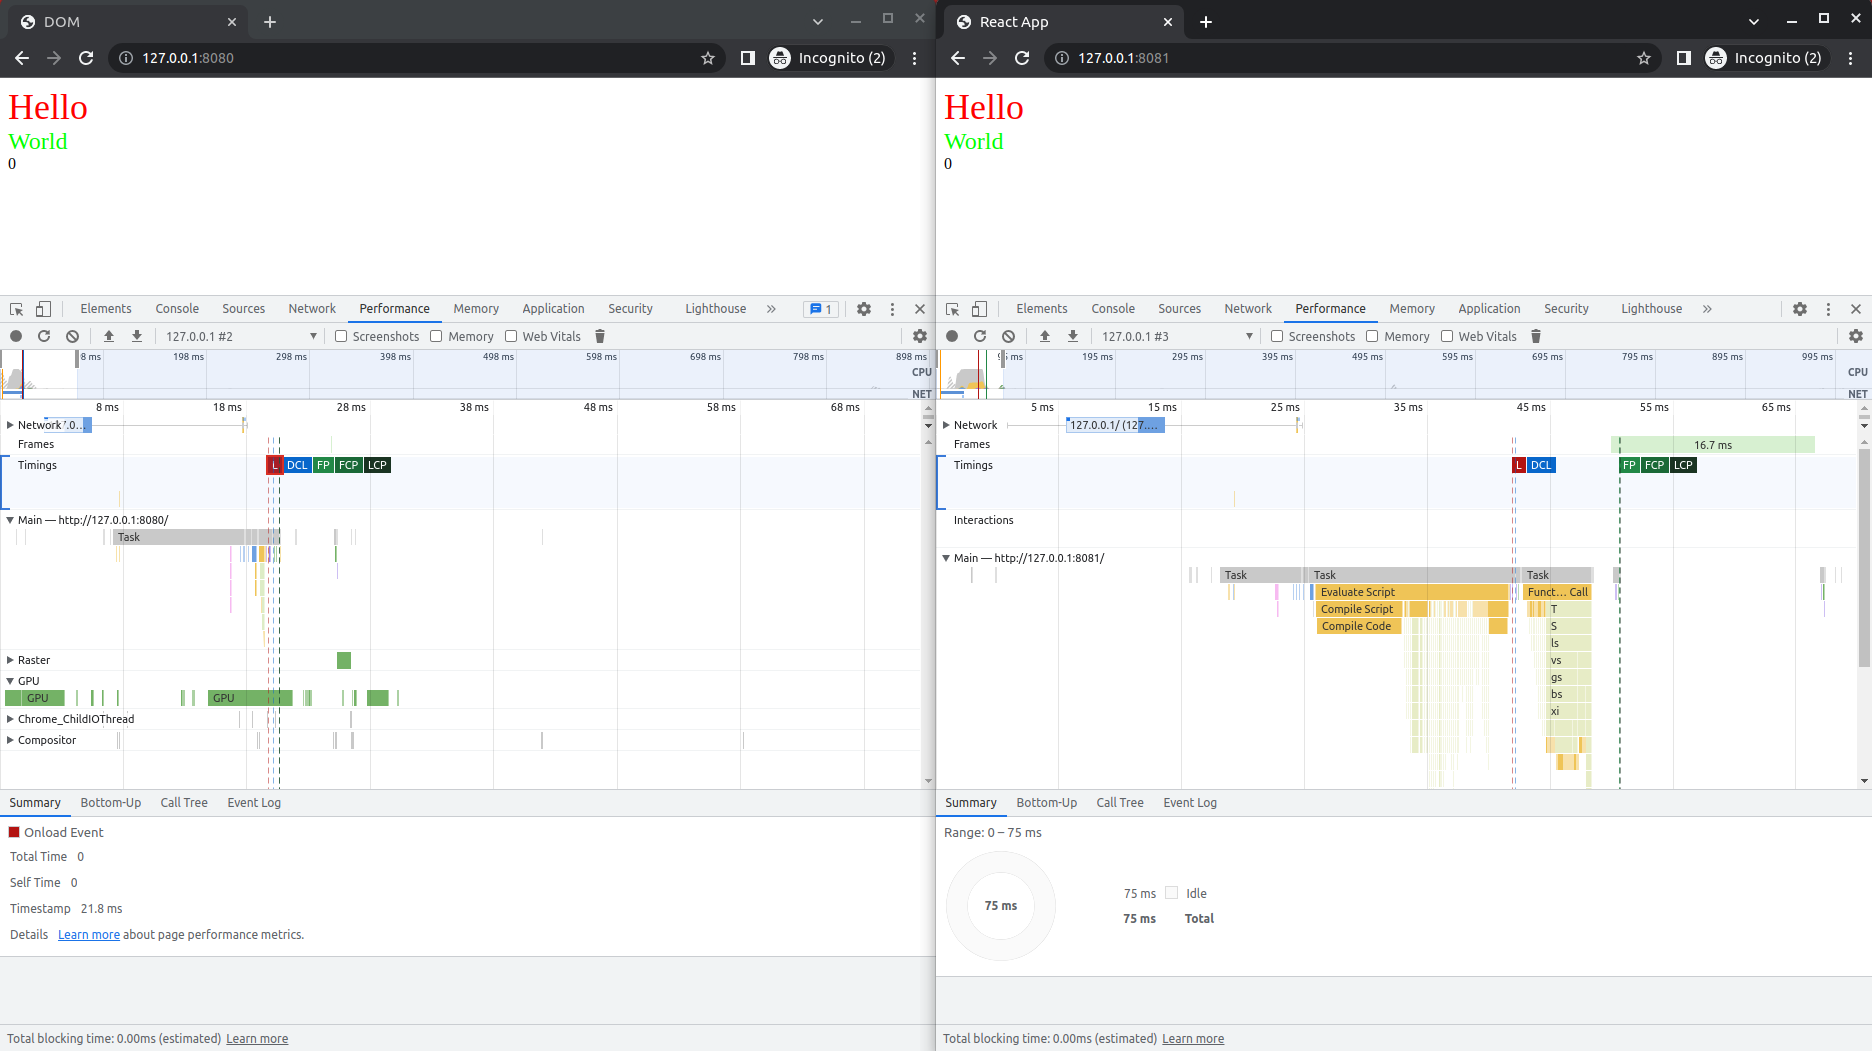 DOM
127.0.0.1:8080
Incognito (2)
Hello
World
0
Elements Console Sources Network Performance Memory Application Security Lighthouse » 1
127.0.0.1 #2 Screenshots Memory Web Vitals
8 ms 198 ms 298 ms 398 ms 498 ms 598 ms 698 ms 798 ms 898 ms
CPU
NET
8 ms 18 ms 28 ms 38 ms 48 ms 58 ms 68 ms
Network
Frames
Timings L DCL FP FCP LCP
Main — http://127.0.0.1:8080/
Task
Raster
GPU
GPU GPU
Chrome_ChildIOThread
Compositor
Summary Bottom-Up Call Tree Event Log
Onload Event
Total Time 0
Self Time 0
Timestamp 21.8 ms
Details Learn more about page performance metrics.
Total blocking time: 0.00ms (estimated) Learn more
React App
127.0.0.1:8081
Incognito (2)
Hello
World
0
Elements Console Sources Network Performance Memory Application Security Lighthouse »
127.0.0.1 #3 Screenshots Memory Web Vitals
195 ms 295 ms 395 ms 495 ms 595 ms 695 ms 795 ms 895 ms 995 ms
CPU
NET
5 ms 15 ms 25 ms 35 ms 45 ms 55 ms 65 ms
Network 127.0.0.1/ (127.…
Frames 16.7 ms
Timings L DCL FP FCP LCP
Interactions
Main — http://127.0.0.1:8081/
Task Task Task
Evaluate Script Funct… Call
Compile Script T
Compile Code S
ls
vs
gs
bs
xi
Summary Bottom-Up Call Tree Event Log
Range: 0 – 75 ms
75 ms
75 ms Idle
75 ms Total
Total blocking time: 0.00ms (estimated) Learn more